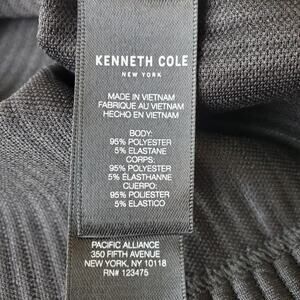 KENNETH COLE
NEW YORK
MADE IN VIETNAM
FABRIQUE AU VIETNAM
HECHO EN VIETNAM
BODY:
95% POLYESTER
5% ELASTANE
CORPS:
95% POLYESTER
5% ELASTHANNE
CUERPO:
95% POLIESTER
5% ELASTICO
PACIFIC ALLIANCE
350 FIFTH AVENUE
NEW YORK, NY 10118
RN# 123475